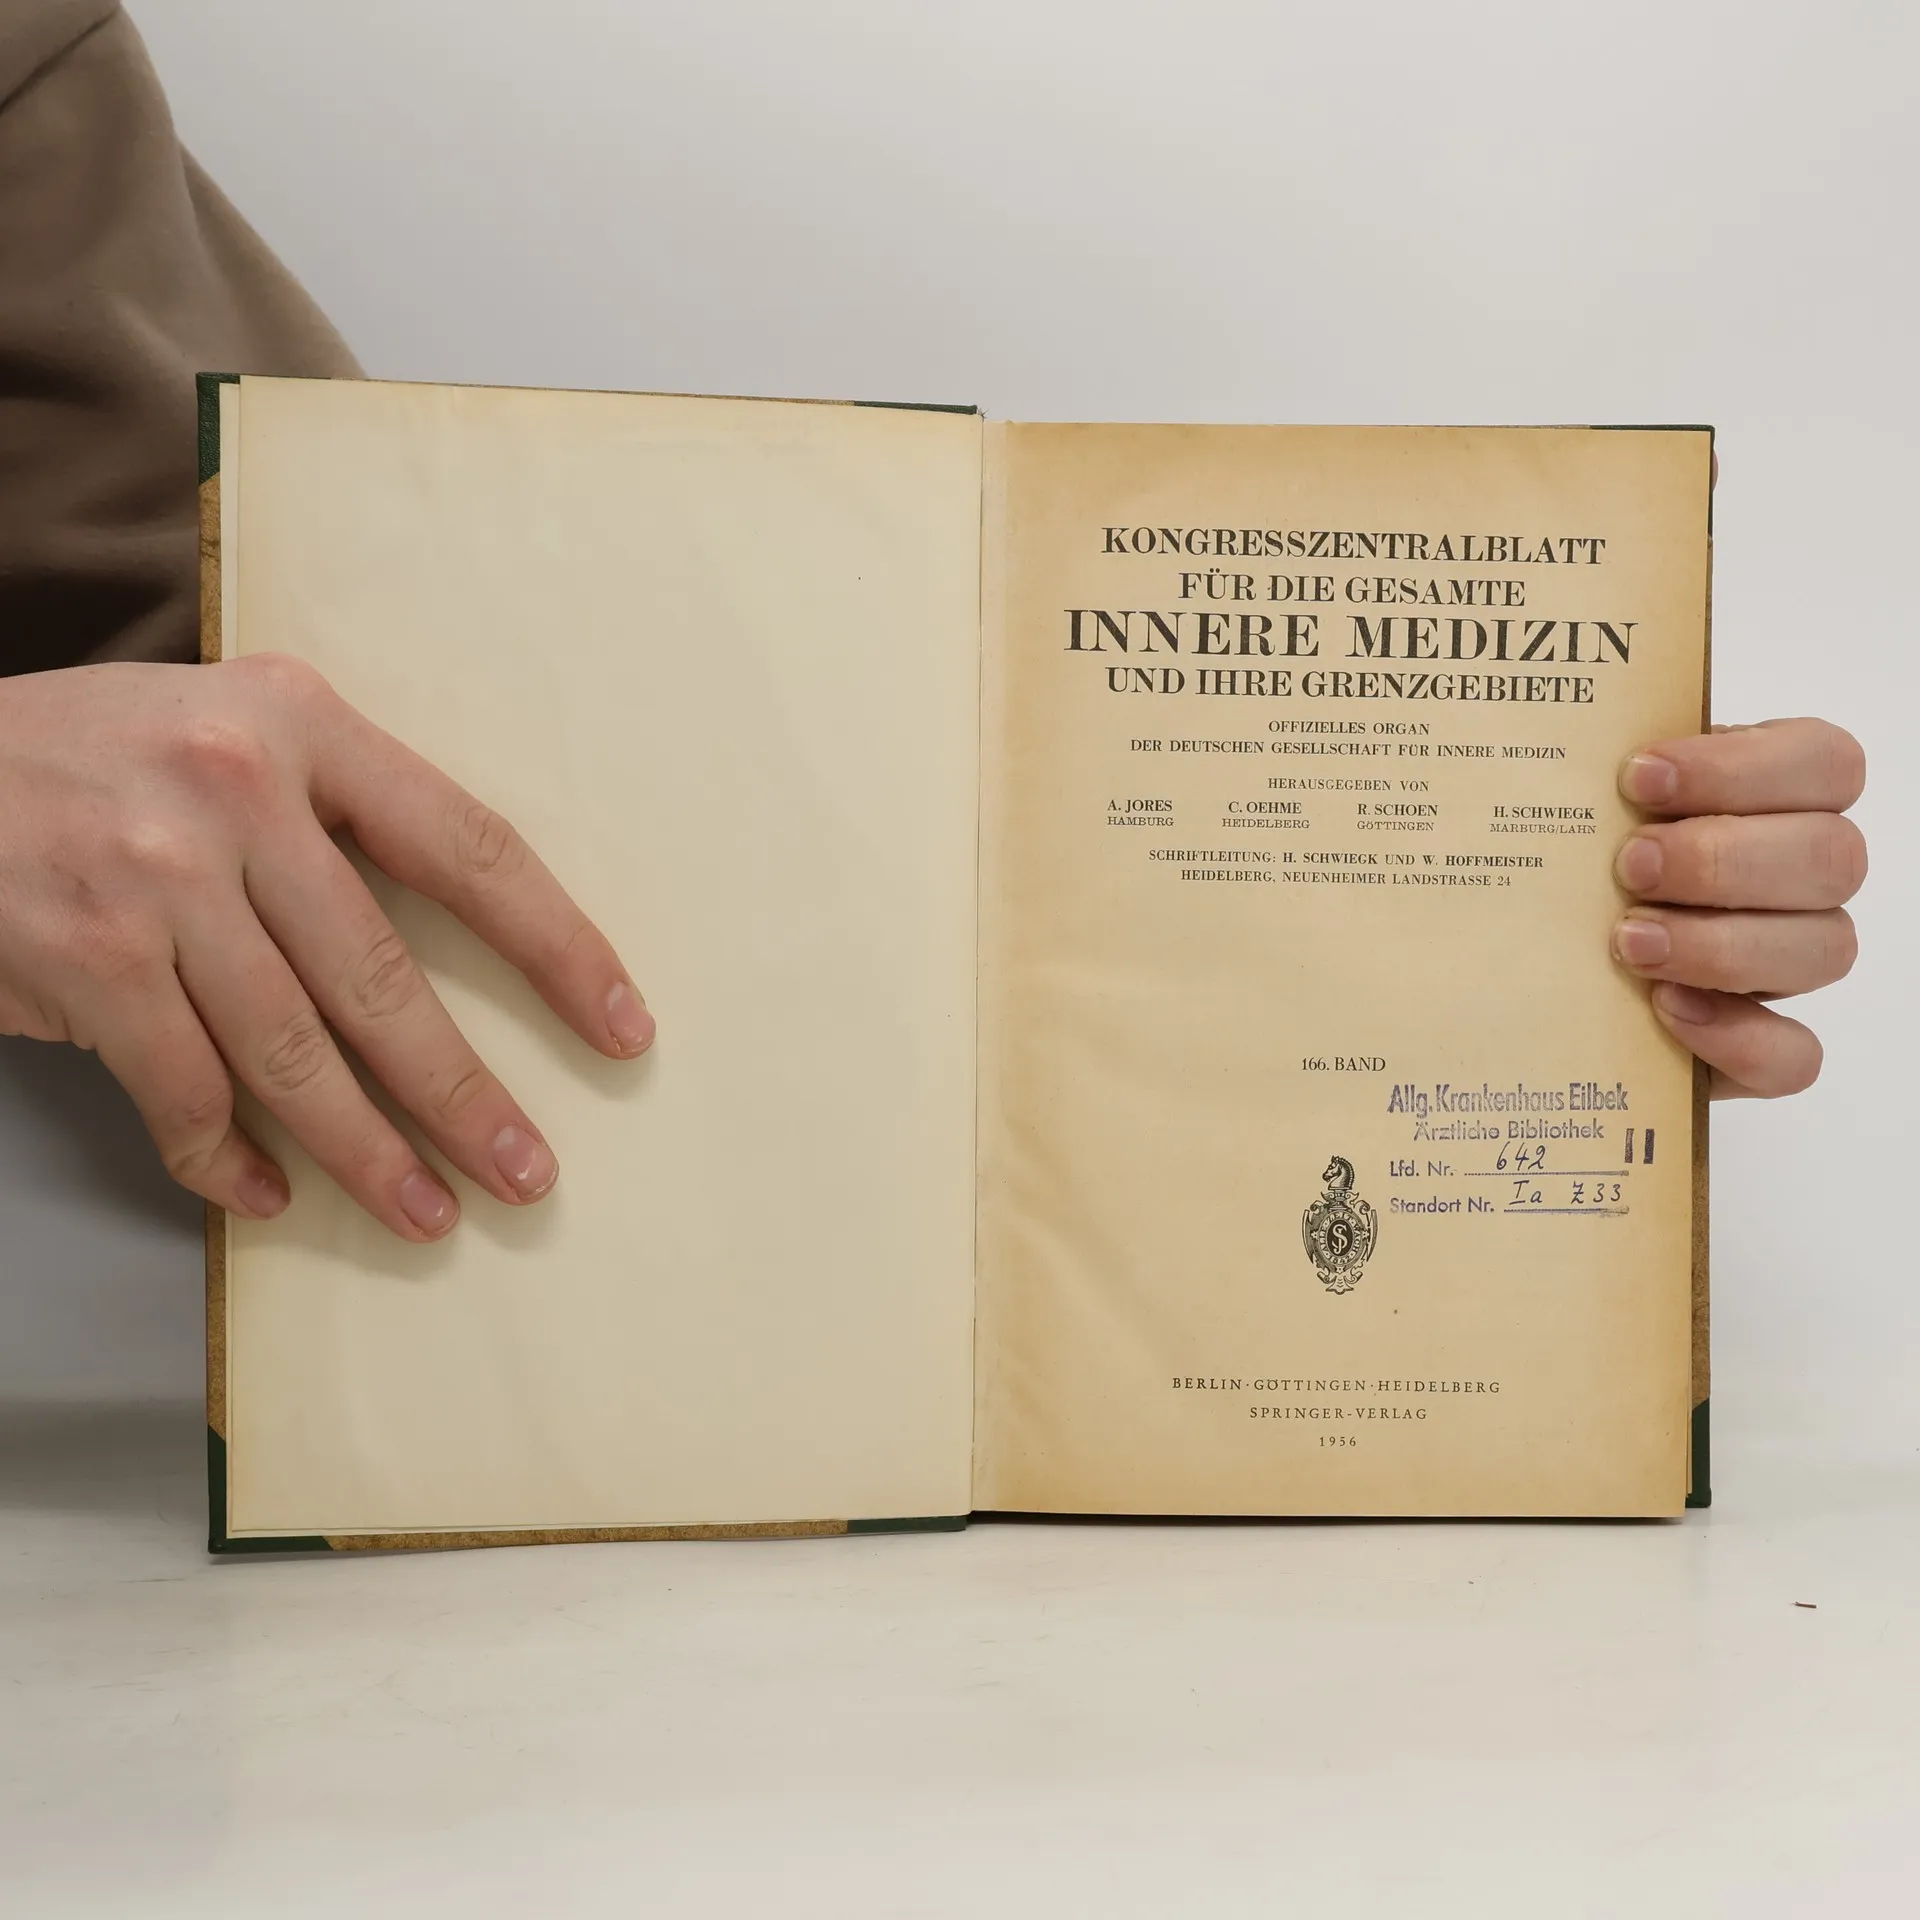 KONGRESSZENTRALBLATT
FÜR DIE GESAMTE
INNERE MEDIZIN
UND IHRE GRENZGEBIETE
OFFIZIELLES ORGAN
DER DEUTSCHEN GESELLSCHAFT FÜR INNERE MEDIZIN
HERAUSGEGEBEN VON
A. JORES C. OEHME R. SCHOEN H. SCHWIEGK
HAMBURG HEIDELBERG GÖTTINGEN MARBURG/LAHN
SCHRIFTLEITUNG: H. SCHWIEGK UND W. HOFFMEISTER
HEIDELBERG, NEUENHEIMER LANDSTRASSE 24
166. BAND
Allg. Krankenhaus Eilbek
Ärztliche Bibliothek II
Lfd. Nr. 642
Standort Nr. Ia Z 33
BERLIN · GÖTTINGEN · HEIDELBERG
SPRINGER-VERLAG
1956